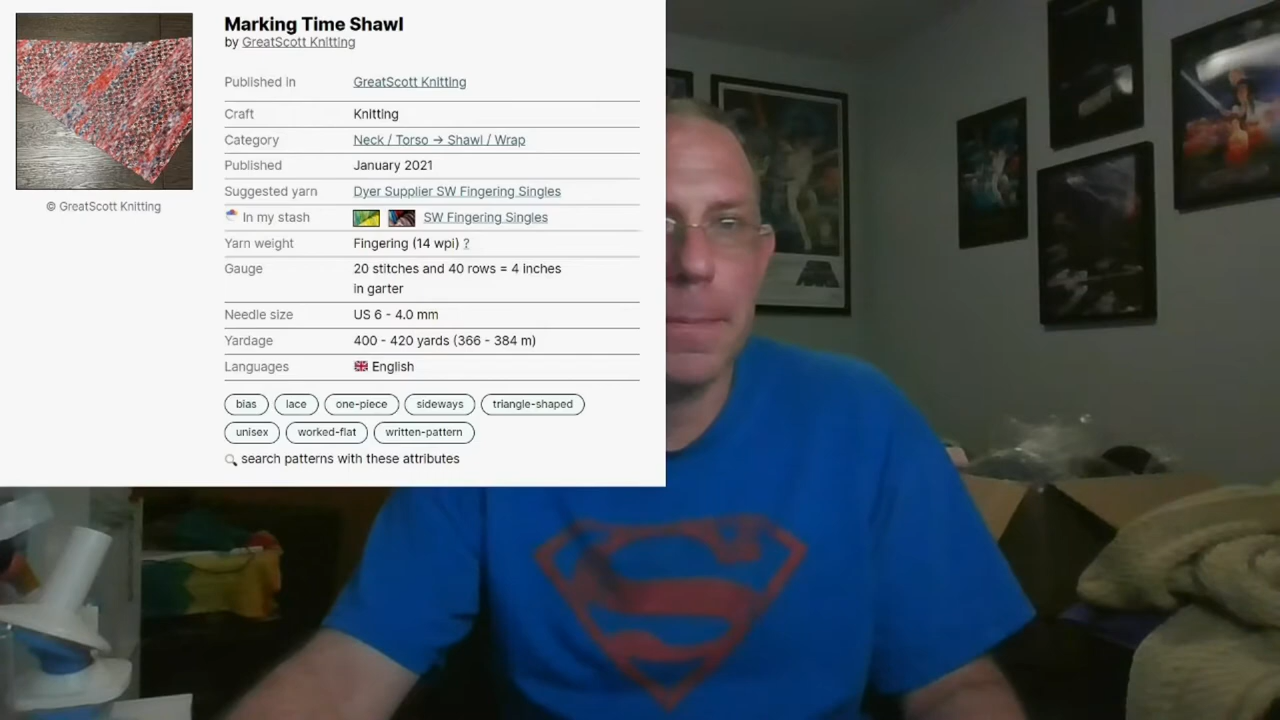 Marking Time Shawl
by GreatScott Knitting
© GreatScott Knitting
Published in GreatScott Knitting
Craft Knitting
Category Neck / Torso → Shawl / Wrap
Published January 2021
Suggested yarn Dyer Supplier SW Fingering Singles
In my stash SW Fingering Singles
Yarn weight Fingering (14 wpi) ?
Gauge 20 stitches and 40 rows = 4 inches
in garter
Needle size US 6 - 4.0 mm
Yardage 400 - 420 yards (366 - 384 m)
Languages English
bias lace one-piece sideways triangle-shaped
unisex worked-flat written-pattern
search patterns with these attributes
S